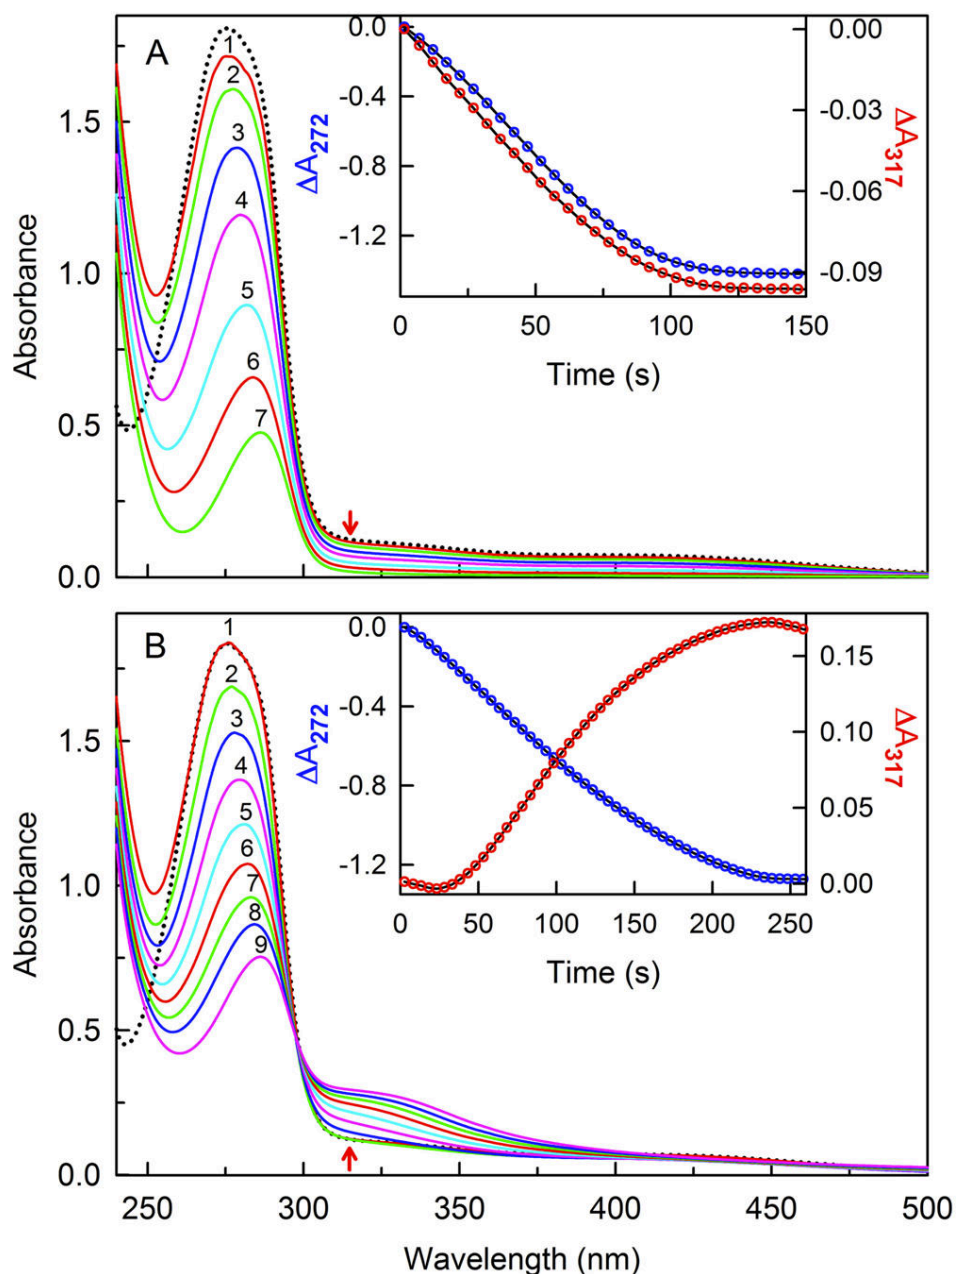 A
1
2
3
4
5
6
7
Absorbance
1.5
1.0
0.5
0.0
ΔA272
0.0
-0.4
-0.8
-1.2
ΔA317
0.00
-0.03
-0.06
-0.09
0 50 100 150
Time (s)
B
1
2
3
4
5
6
7
8
9
Absorbance
1.5
1.0
0.5
0.0
ΔA272
0.0
-0.4
-0.8
-1.2
ΔA317
0.15
0.10
0.05
0.00
0 50 100 150 200 250
Time (s)
250 300 350 400 450 500
Wavelength (nm)